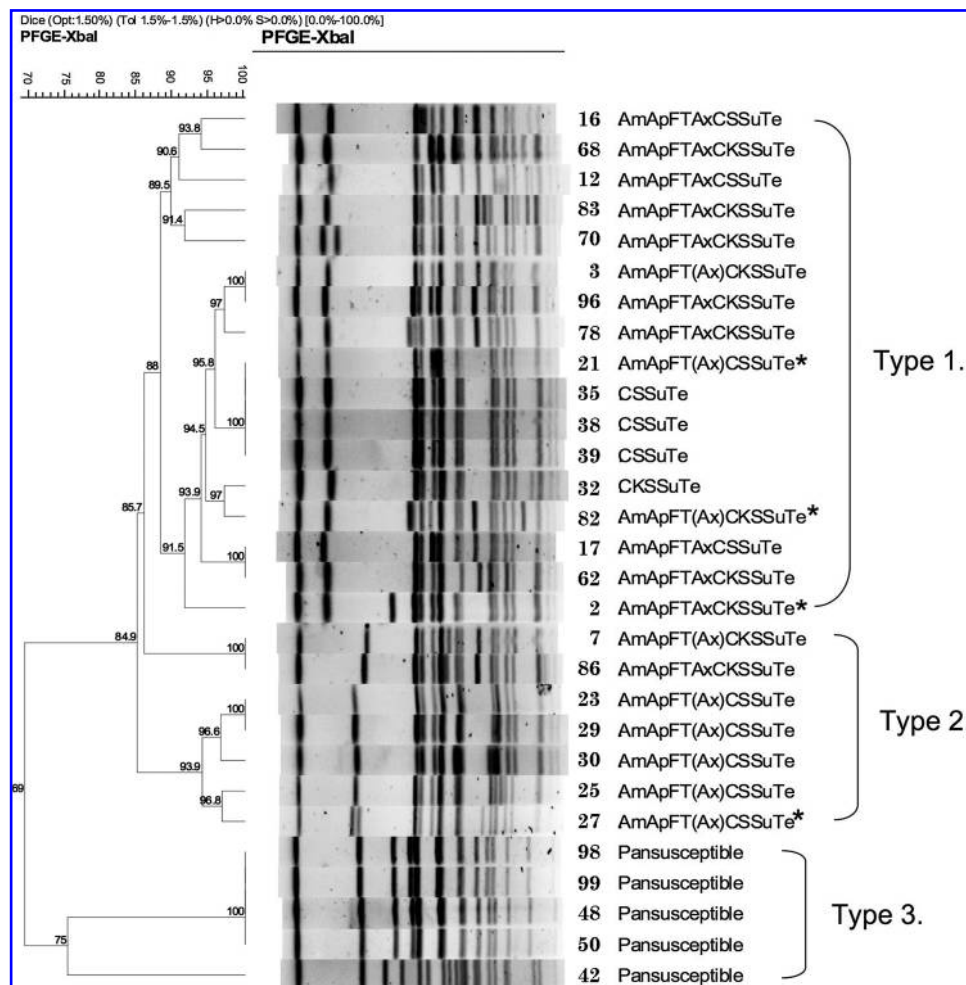 Dice (Opt:1.50%) (Tol 1.5%-1.5%) (H>0.0% S>0.0%) [0.0%-100.0%]
PFGE-XbaI PFGE-XbaI
70 75 80 85 90 95 100
16 AmApFTAxCSSuTe
93.8
68 AmApFTAxCKSSuTe
90.6
12 AmApFTAxCSSuTe
89.5
83 AmApFTAxCKSSuTe
91.4
70 AmApFTAxCKSSuTe
3 AmApFT(Ax)CKSSuTe
100
96 AmApFTAxCKSSuTe
97
78 AmApFTAxCKSSuTe
95.8
21 AmApFT(Ax)CSSuTe*
Type 1.
88
35 CSSuTe
38 CSSuTe
100
94.5
39 CSSuTe
32 CKSSuTe
93.9
97
82 AmApFT(Ax)CKSSuTe*
85.7
17 AmApFTAxCSSuTe
91.5
100
62 AmApFTAxCKSSuTe
2 AmApFTAxCKSSuTe*
7 AmApFT(Ax)CKSSuTe
84.9
100
86 AmApFTAxCKSSuTe
23 AmApFT(Ax)CSSuTe
100
Type 2
29 AmApFT(Ax)CSSuTe
96.6
30 AmApFT(Ax)CSSuTe
93.9
25 AmApFT(Ax)CSSuTe
69
96.8
27 AmApFT(Ax)CSSuTe*
98 Pansusceptible
99 Pansusceptible
100
48 Pansusceptible
Type 3.
50 Pansusceptible
75
42 Pansusceptible